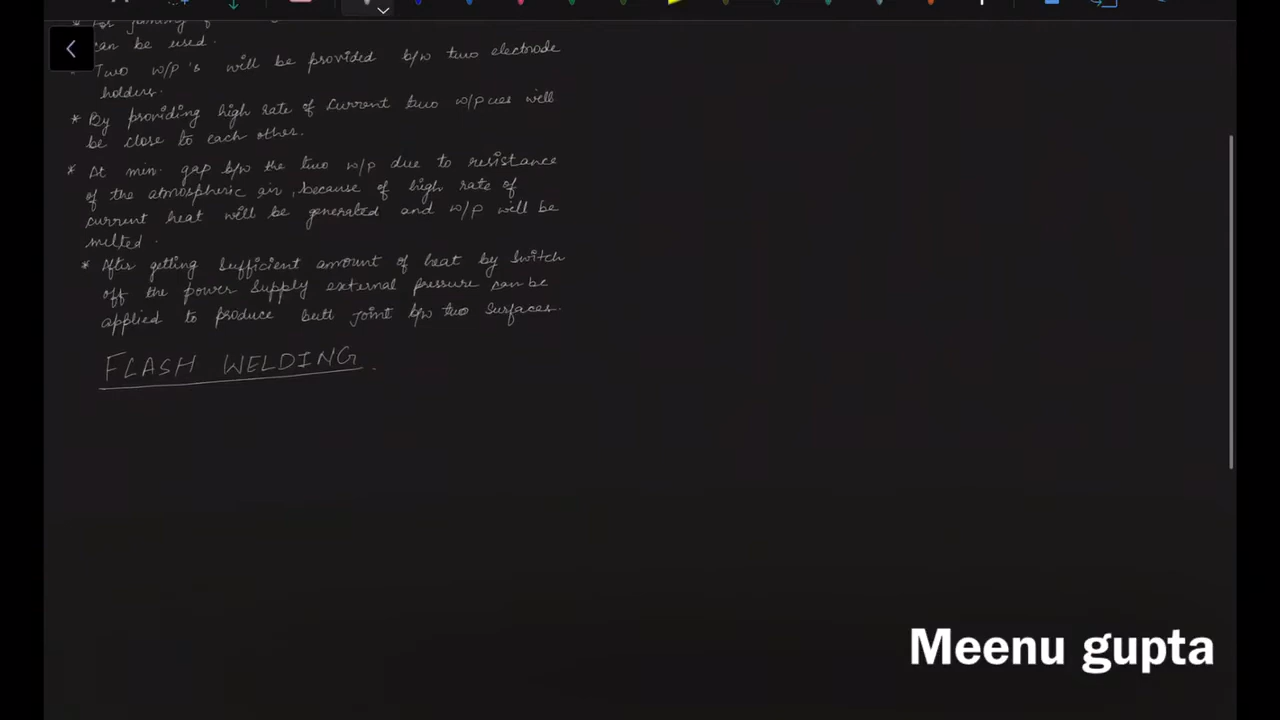 * For joining of
can be used.
* Two w/p's will be provided b/w two electrode
holders.
* By providing high rate of current two w/p ces will
be close to each other.
* At min. gap b/w the two w/p due to resistance
of the atmospheric air, because of high rate of
current heat will be generated and w/p will be
melted.
* After getting sufficient amount of heat by switch
off the power supply external pressure can be
applied to produce butt joint b/w two surfaces.
FLASH WELDING
Meenu gupta